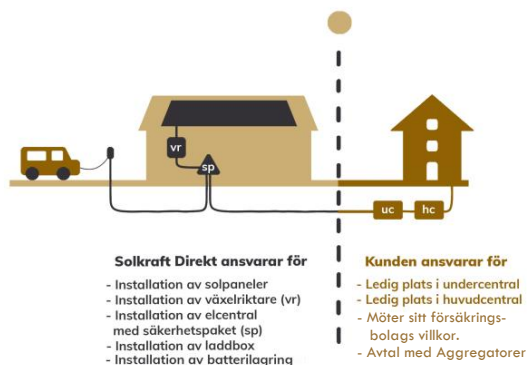 vr
sp
uc
hc
Solkraft Direkt ansvarar för
- Installation av solpaneler
- Installation av växelriktare (vr)
- Installation av elcentral
med säkerhetspaket (sp)
- Installation av laddbox
- Installation av batterilagring
Kunden ansvarar för
- Ledig plats i undercentral
- Ledig plats i huvudcentral
- Möter sitt försäkrings-
bolags villkor.
- Avtal med Aggregatorer